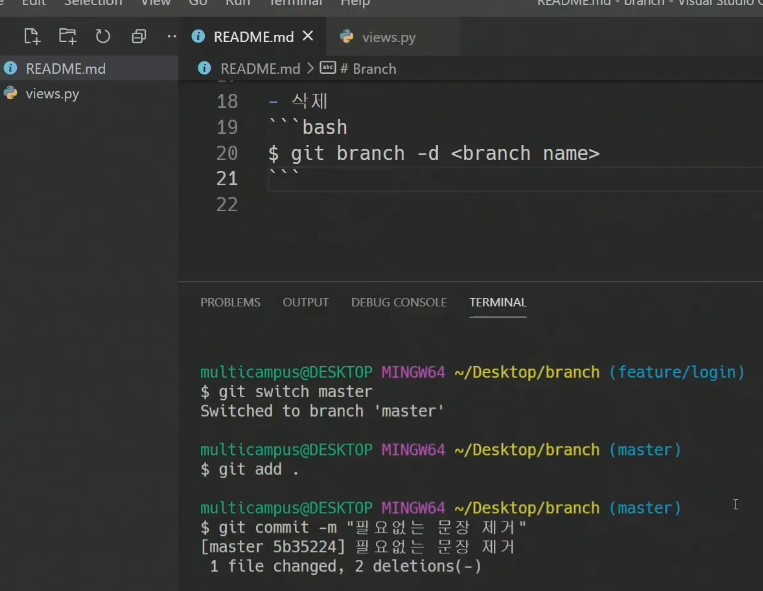 Edit Selection View Go Run Terminal Help README.md - branch - Visual Studio
README.md × views.py
README.md
README.md > # Branch
views.py
18 - 삭제
19 ```bash
20 $ git branch -d <branch name>
21 ```
22
PROBLEMS OUTPUT DEBUG CONSOLE TERMINAL
multicampus@DESKTOP MINGW64 ~/Desktop/branch (feature/login)
$ git switch master
Switched to branch 'master'
multicampus@DESKTOP MINGW64 ~/Desktop/branch (master)
$ git add .
multicampus@DESKTOP MINGW64 ~/Desktop/branch (master)
$ git commit -m "필요없는 문장 제거"
[master 5b35224] 필요없는 문장 제거
 1 file changed, 2 deletions(-)